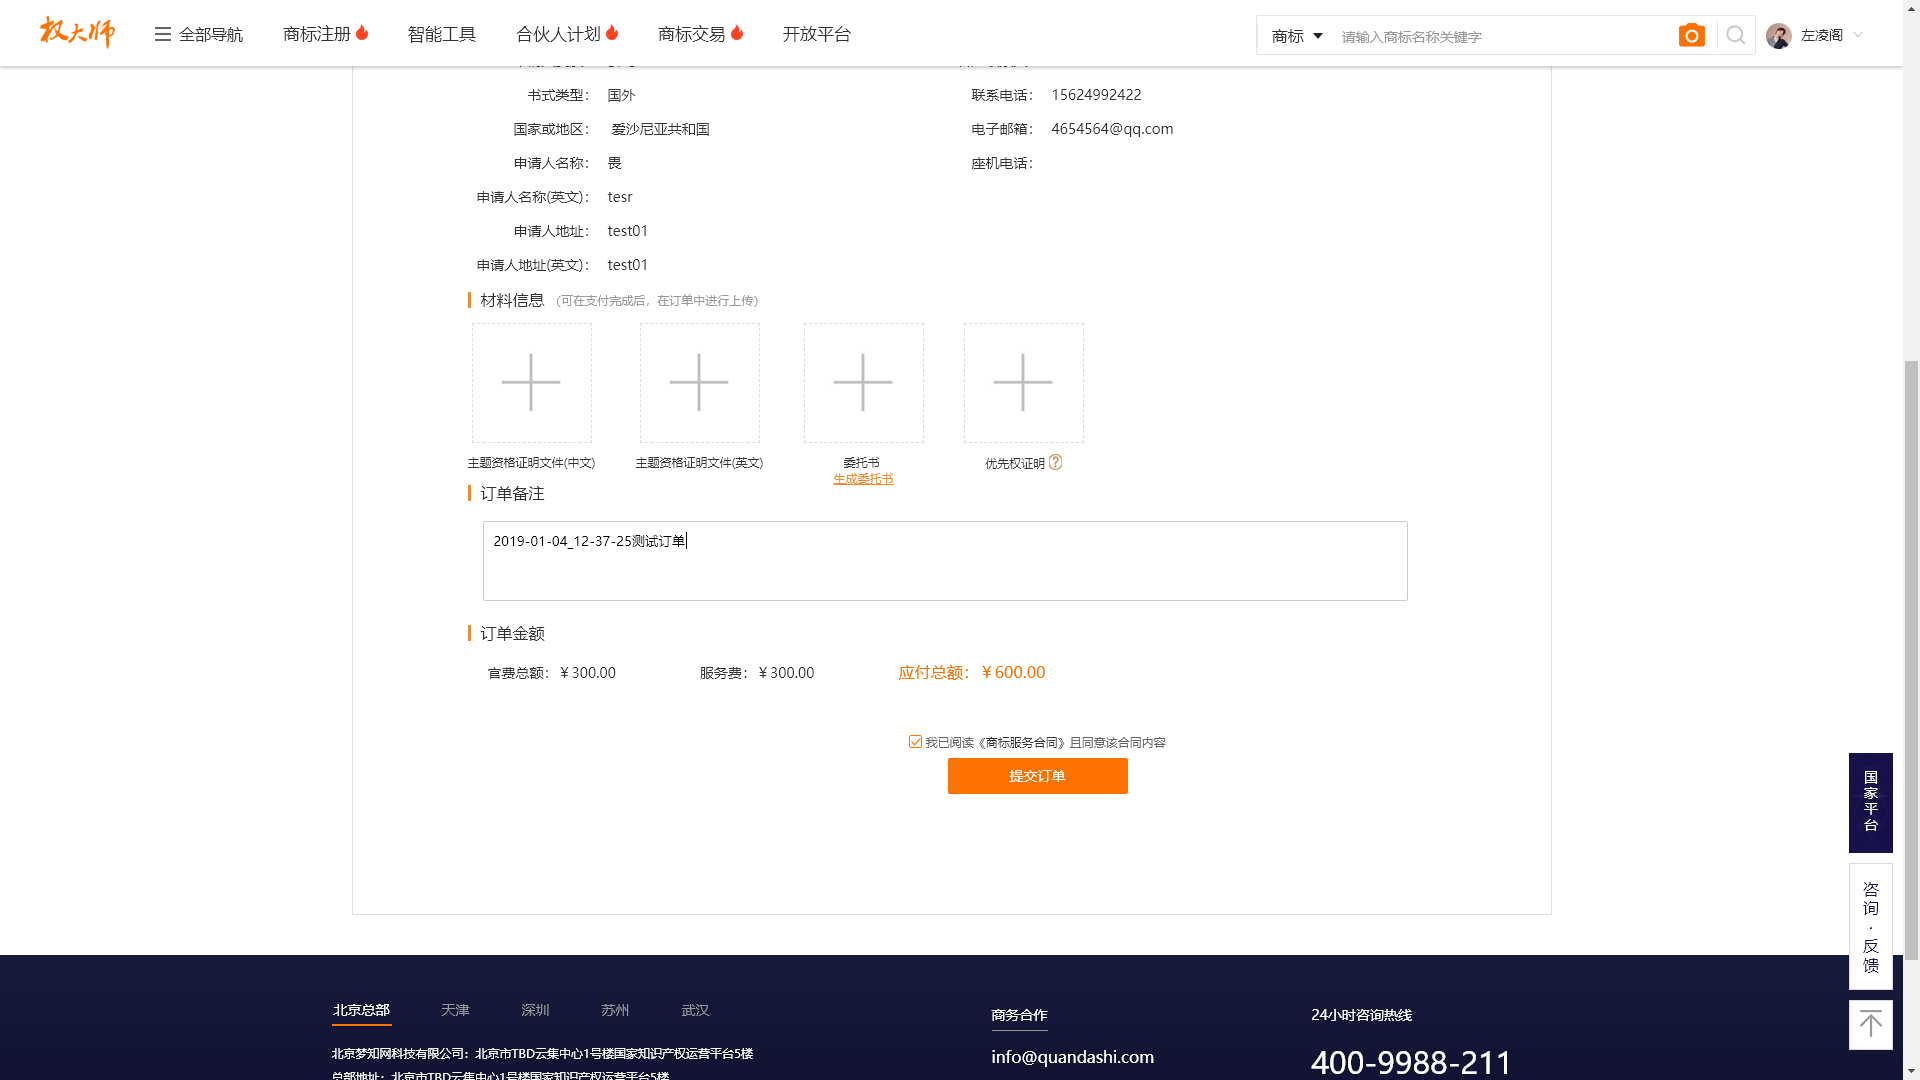 权大师 全部导航 商标注册 智能工具 合伙人计划 商标交易 开放平台 商标 请输入商标名称关键字 左凌阁
书式类型： 国外 联系电话： 15624992422
国家或地区： 爱沙尼亚共和国 电子邮箱： 4654564@qq.com
申请人名称： 畏 座机电话：
申请人名称(英文)： tesr
申请人地址： test01
申请人地址(英文)： test01
材料信息 （可在支付完成后，在订单中进行上传）
主题资格证明文件(中文) 主题资格证明文件(英文) 委托书 优先权证明
生成委托书
订单备注
2019-01-04_12-37-25测试订单
订单金额
官费总额：￥300.00 服务费：￥300.00 应付总额：￥600.00
我已阅读《商标服务合同》且同意该合同内容
提交订单
国家平台
咨询·反馈
北京总部 天津 深圳 苏州 武汉 商务合作 24小时咨询热线
北京梦知网科技有限公司：北京市TBD云集中心1号楼国家知识产权运营平台5楼 info@quandashi.com 400-9988-211
总部地址：北京市TBD云集中心1号楼国家知识产权运营平台5楼